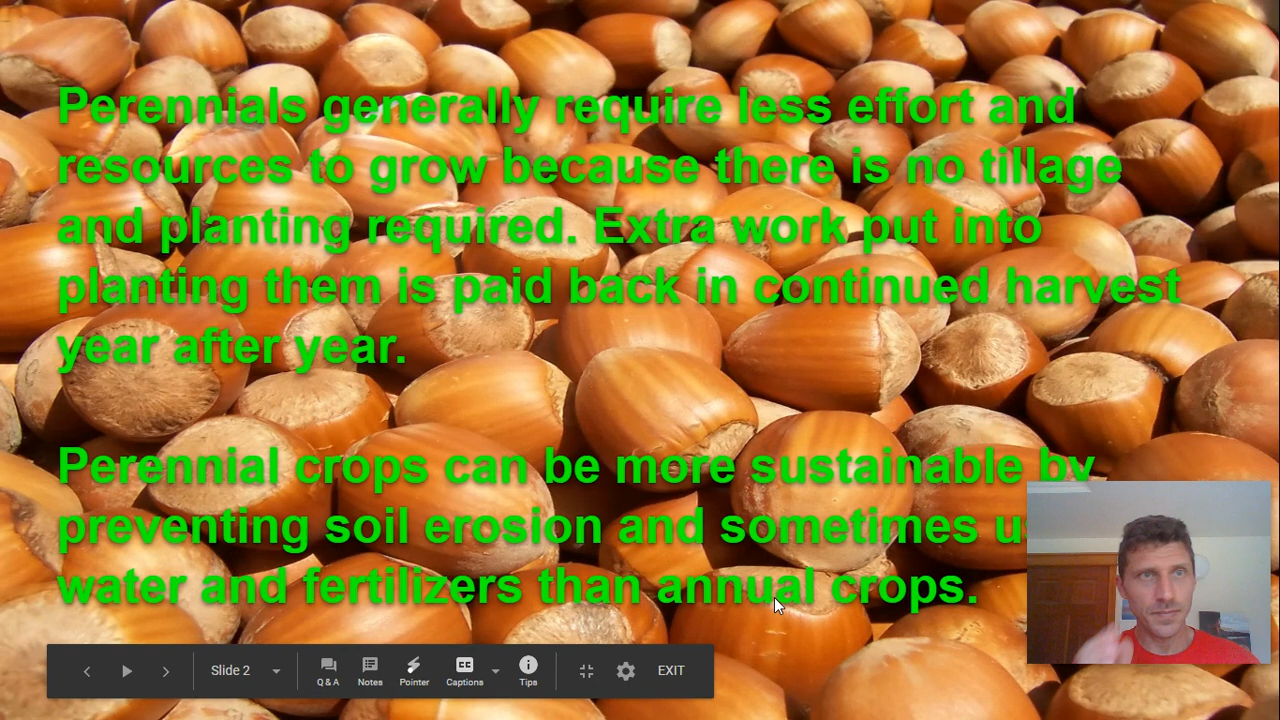 Perennials generally require less effort and
resources to grow because there is no tillage
and planting required. Extra work put into
planting them is paid back in continued harvest
year after year.
Perennial crops can be more sustainable by
preventing soil erosion and sometimes
water and fertilizers than annual crops.
Slide 2
Q & A Notes Pointer Captions Tips EXIT